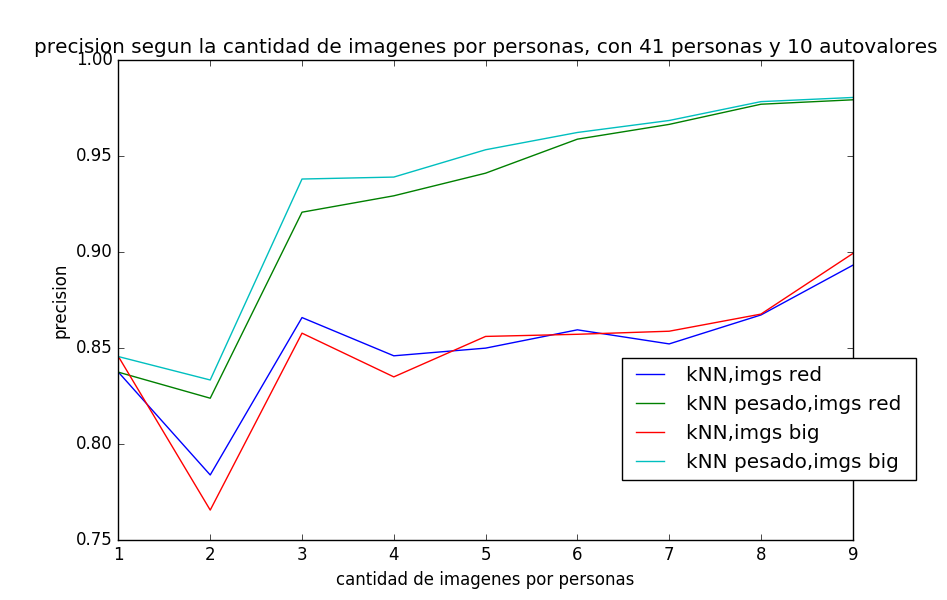 precision segun la cantidad de imagenes por personas, con 41 personas y 10 autovalores
1.00
0.95
0.90
0.85
0.80
0.75
precision
kNN,imgs red
kNN pesado,imgs red
kNN,imgs big
kNN pesado,imgs big
1 2 3 4 5 6 7 8 9
cantidad de imagenes por personas